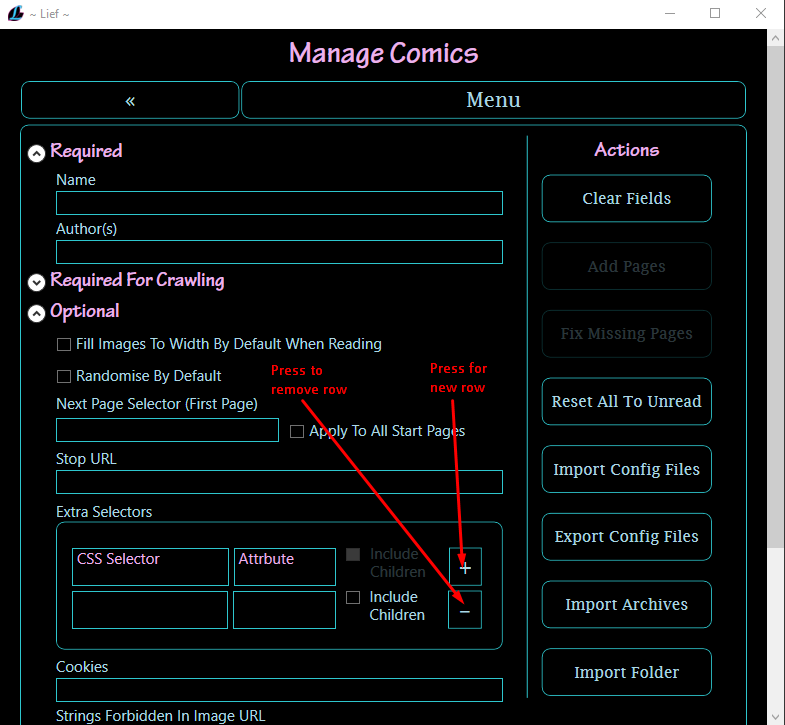 ~ Lief ~
Manage Comics
«
Menu
Required
Name
Author(s)
Required For Crawling
Optional
Fill Images To Width By Default When Reading
Randomise By Default
Press to
remove row
Press for
new row
Next Page Selector (First Page)
Apply To All Start Pages
Stop URL
Extra Selectors
CSS Selector
Attrbute
Include
Children
+
Include
Children
−
Cookies
Strings Forbidden In Image URL
Actions
Clear Fields
Add Pages
Fix Missing Pages
Reset All To Unread
Import Config Files
Export Config Files
Import Archives
Import Folder